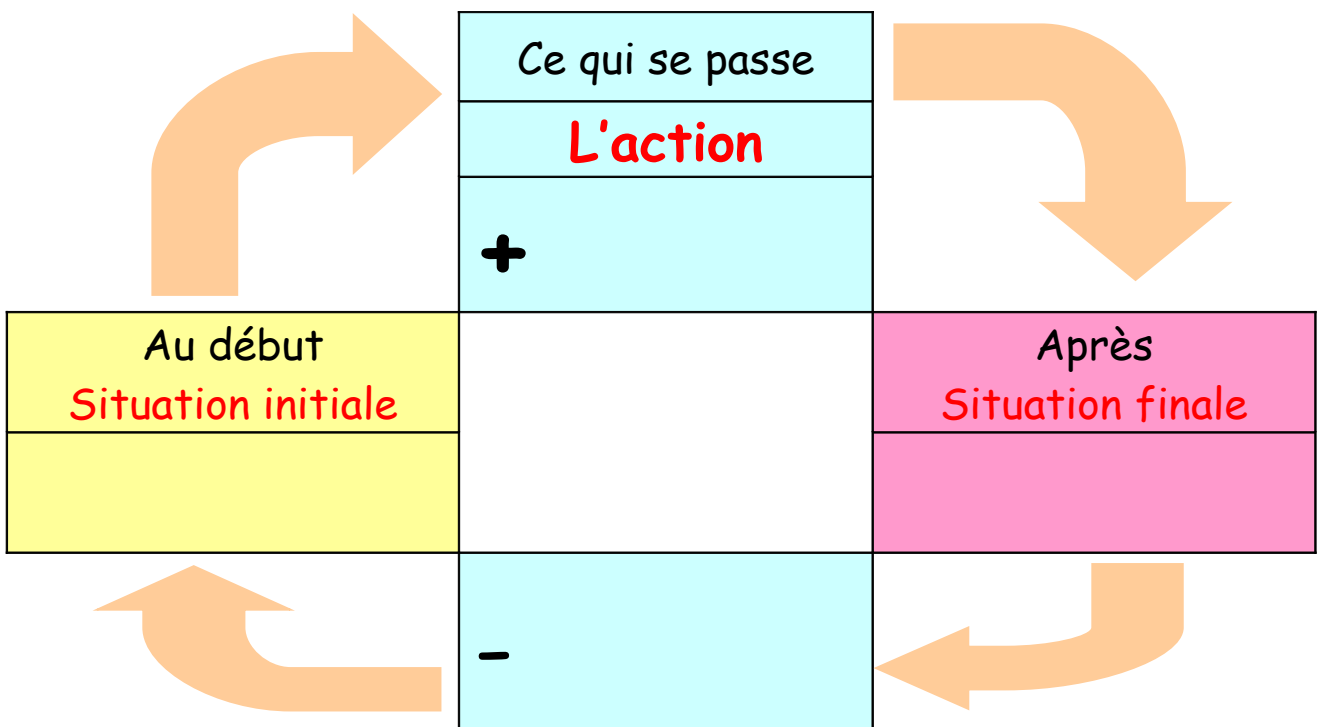 Ce qui se passe
L'action
+
Au début
Situation initiale
Après
Situation finale
-